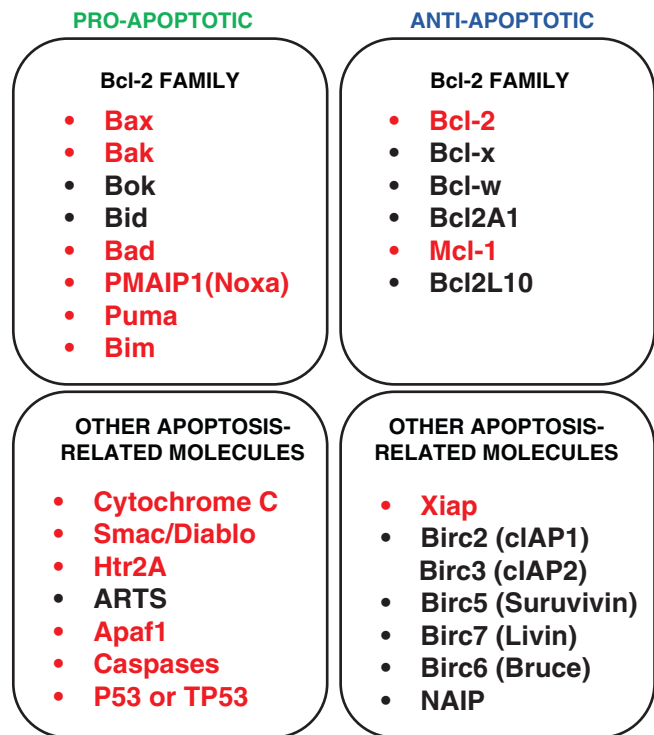 PRO-APOPTOTIC
Bcl-2 FAMILY
• Bax
• Bak
• Bok
• Bid
• Bad
• PMAIP1(Noxa)
• Puma
• Bim
ANTI-APOPTOTIC
Bcl-2 FAMILY
• Bcl-2
• Bcl-x
• Bcl-w
• Bcl2A1
• Mcl-1
• Bcl2L10
OTHER APOPTOSIS-
RELATED MOLECULES
• Cytochrome C
• Smac/Diablo
• Htr2A
• ARTS
• Apaf1
• Caspases
• P53 or TP53
OTHER APOPTOSIS-
RELATED MOLECULES
• Xiap
• Birc2 (cIAP1)
Birc3 (cIAP2)
• Birc5 (Suruvivin)
• Birc7 (Livin)
• Birc6 (Bruce)
• NAIP